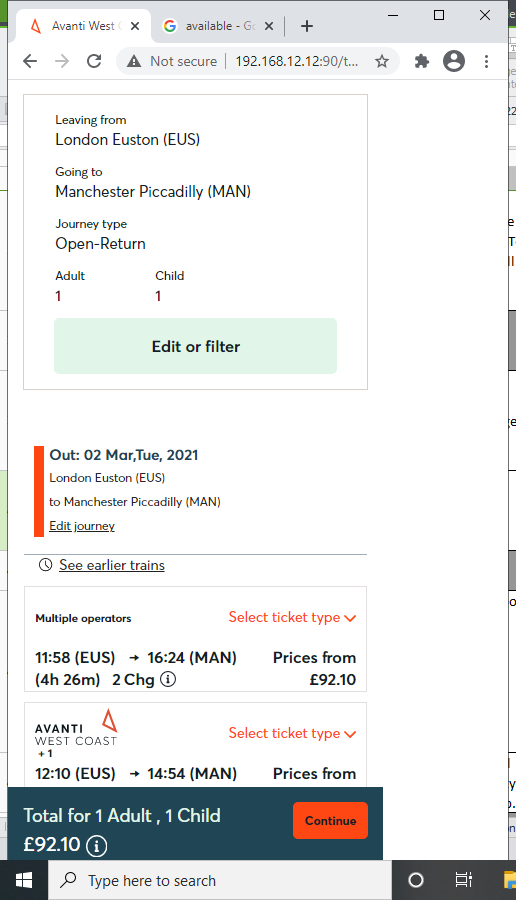 Avanti West C
available - Go
Not secure
192.168.12.12:90/t...
Leaving from
London Euston (EUS)
Going to
Manchester Piccadilly (MAN)
Journey type
Open-Return
Adult Child
1 1
Edit or filter
Out: 02 Mar,Tue, 2021
London Euston (EUS)
to Manchester Piccadilly (MAN)
Edit journey
See earlier trains
Multiple operators Select ticket type
11:58 (EUS) → 16:24 (MAN) Prices from
(4h 26m) 2 Chg £92.10
AVANTI
WEST COAST Select ticket type
+ 1
12:10 (EUS) → 14:54 (MAN) Prices from
Total for 1 Adult , 1 Child
£92.10
Continue
Type here to search